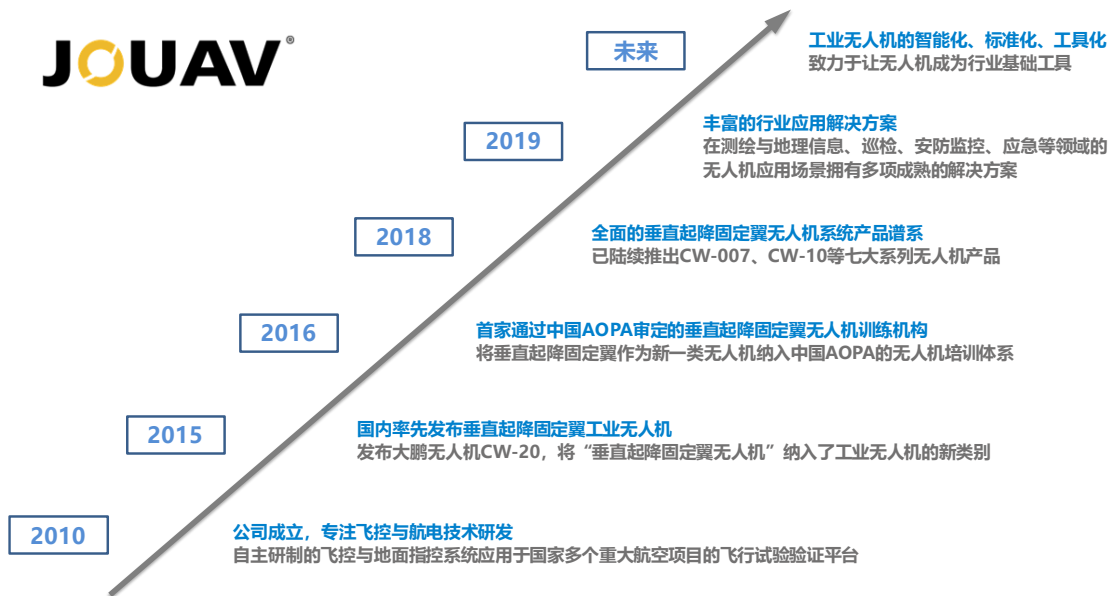 JOUAV®
未来
工业无人机的智能化、标准化、工具化
致力于让无人机成为行业基础工具
2019
丰富的行业应用解决方案
在测绘与地理信息、巡检、安防监控、应急等领域的
无人机应用场景拥有多项成熟的解决方案
2018
全面的垂直起降固定翼无人机系统产品谱系
已陆续推出CW-007、CW-10等七大系列无人机产品
2016
首家通过中国AOPA审定的垂直起降固定翼无人机训练机构
将垂直起降固定翼作为新一类无人机纳入中国AOPA的无人机培训体系
2015
国内率先发布垂直起降固定翼工业无人机
发布大鹏无人机CW-20，将“垂直起降固定翼无人机”纳入了工业无人机的新类别
2010
公司成立，专注飞控与航电技术研发
自主研制的飞控与地面指控系统应用于国家多个重大航空项目的飞行试验验证平台